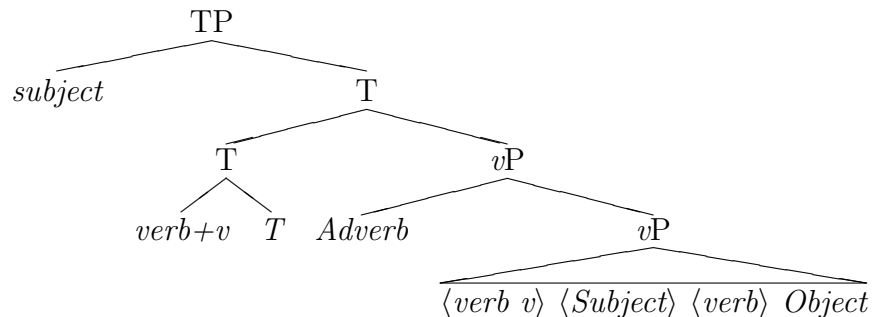 TP
subject T
T vP
verb+v T Adverb vP
⟨verb v⟩ ⟨Subject⟩ ⟨verb⟩ Object